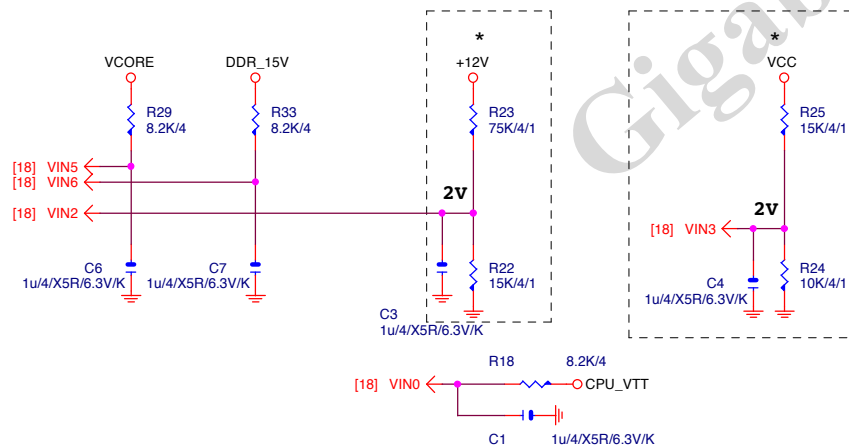 * *
VCORE DDR_15V +12V VCC
R29 R33 R23 R25
8.2K/4 8.2K/4 75K/4/1 15K/4/1
[18] VIN5
[18] VIN6
2V
[18] VIN2
2V
[18] VIN3
C6 C7 R22 R24
1u/4/X5R/6.3V/K 1u/4/X5R/6.3V/K 15K/4/1 10K/4/1
C4
1u/4/X5R/6.3V/K
C3
1u/4/X5R/6.3V/K
R18 8.2K/4
[18] VIN0 CPU_VTT
C1 1u/4/X5R/6.3V/K